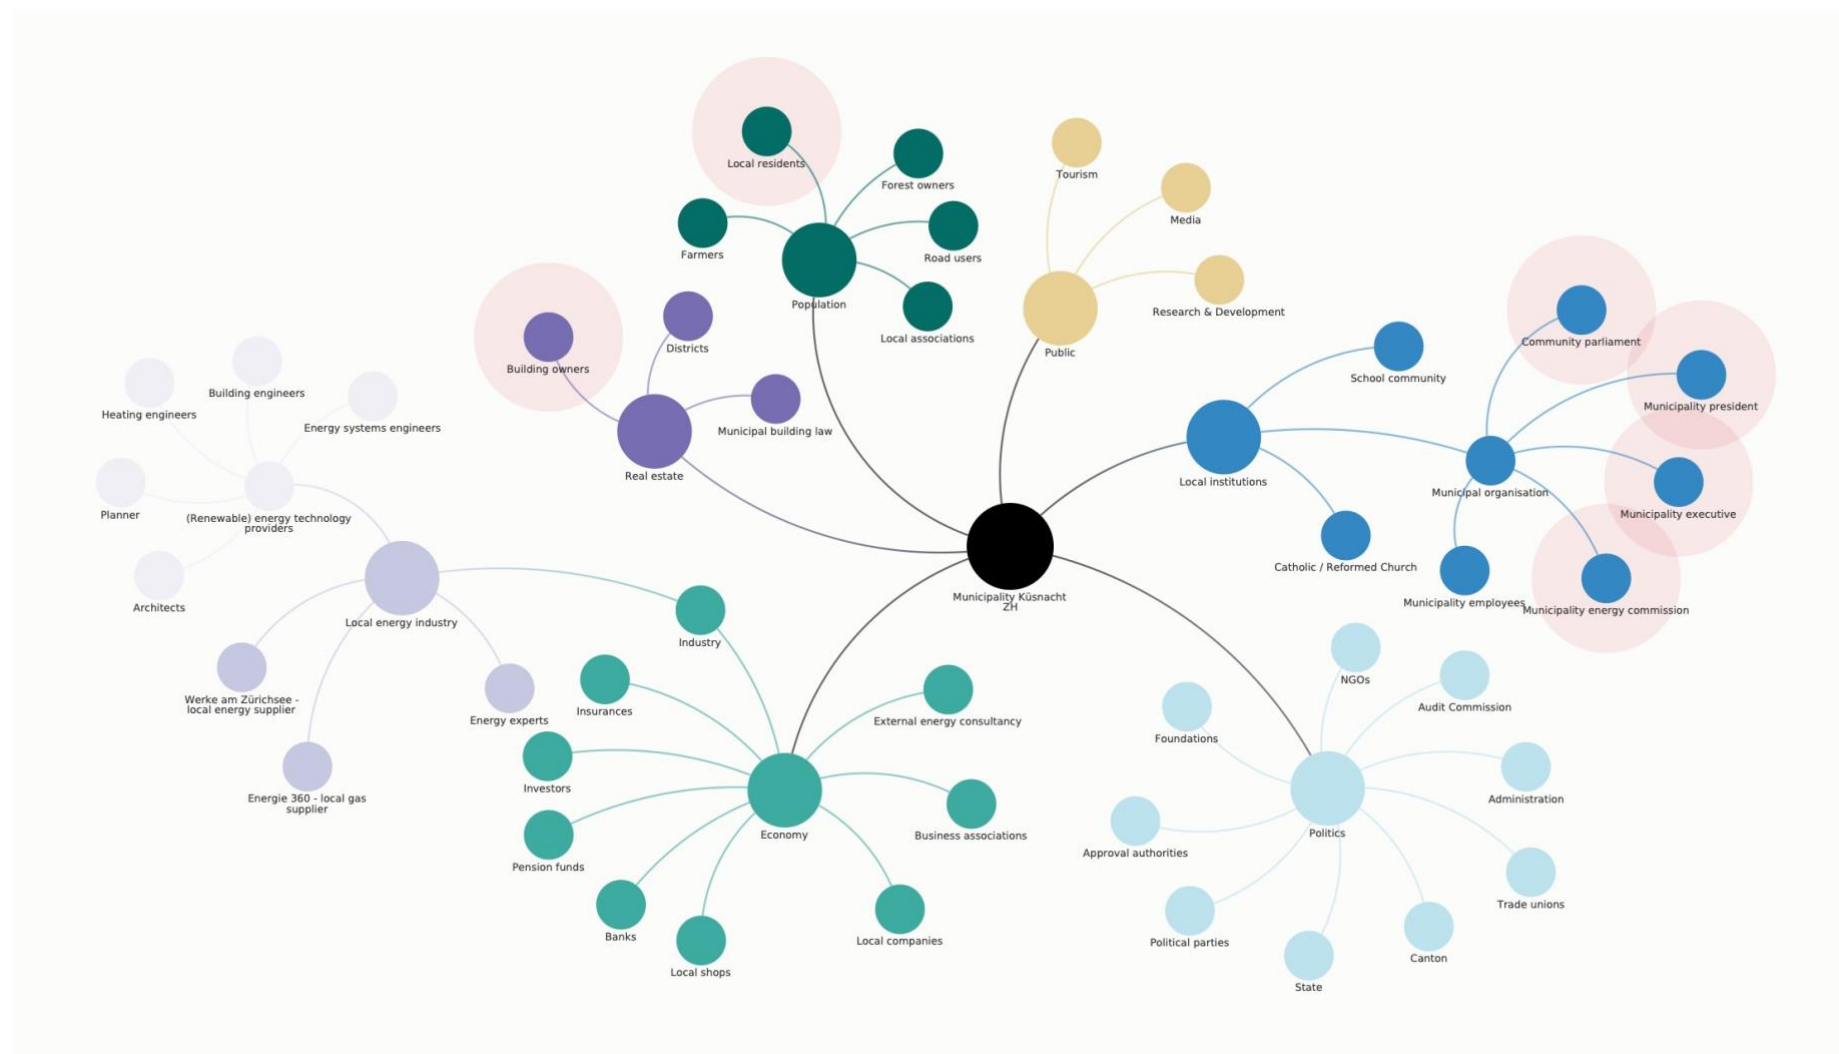 Local residents
Forest owners
Farmers
Road users
Population
Local associations
Tourism
Media
Research & Development
Public
Building owners
Districts
Municipal building law
Real estate
School community
Local institutions
Catholic / Reformed Church
Community parliament
Municipality president
Municipal organisation
Municipality executive
Municipality employees
Municipality energy commission
Heating engineers
Building engineers
Energy systems engineers
Planner
(Renewable) energy technology
providers
Architects
Local energy industry
Werke am Zürichsee -
local energy supplier
Energy experts
Energie 360 - local gas
supplier
Municipality Küsnacht
ZH
Industry
Insurances
External energy consultancy
Investors
Pension funds
Economy
Business associations
Banks
Local shops
Local companies
NGOs
Audit Commission
Foundations
Administration
Approval authorities
Politics
Trade unions
Political parties
Canton
State